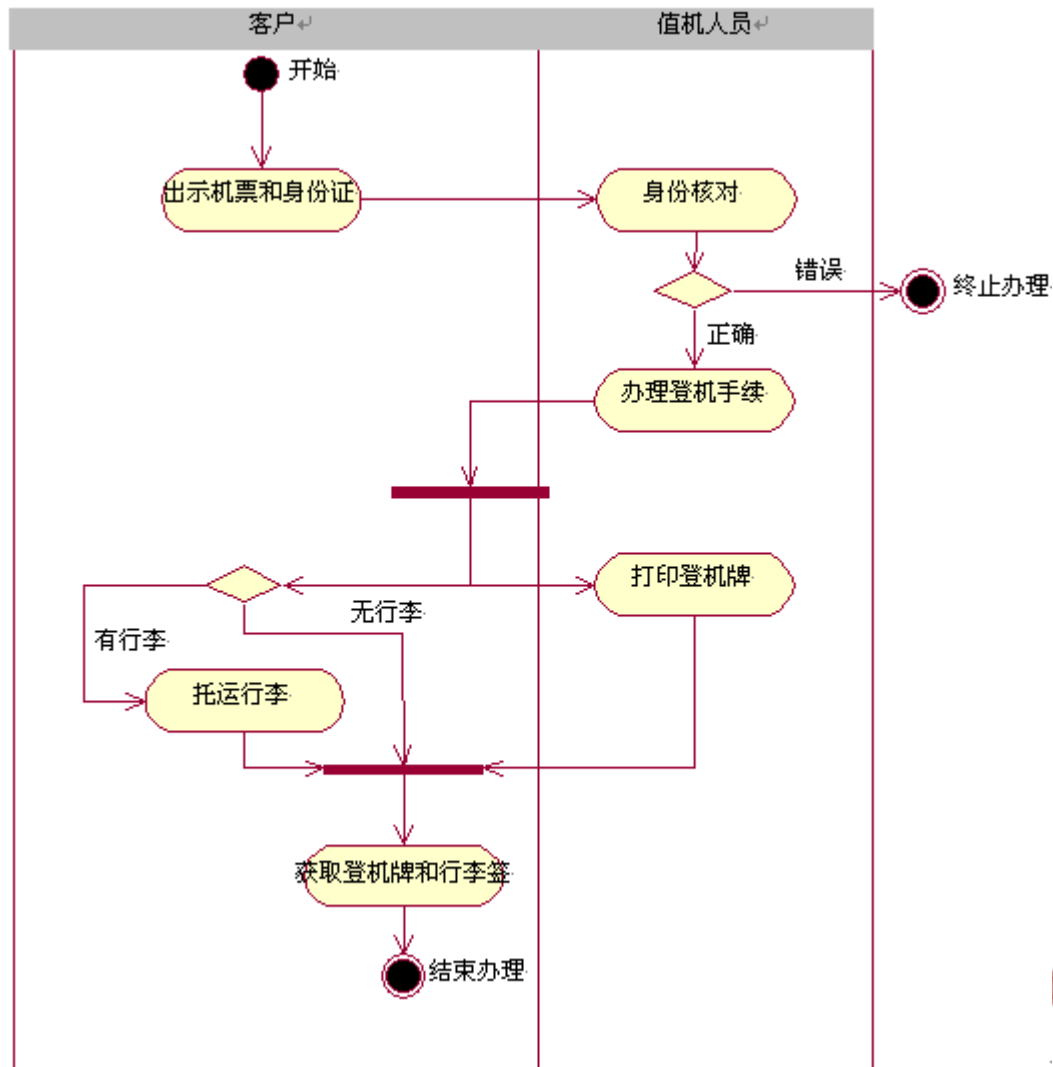 客户
值机人员
开始
出示机票和身份证
身份核对
错误
终止办理
正确
办理登机手续
打印登机牌
无行李
有行李
托运行李
获取登机牌和行李签
结束办理